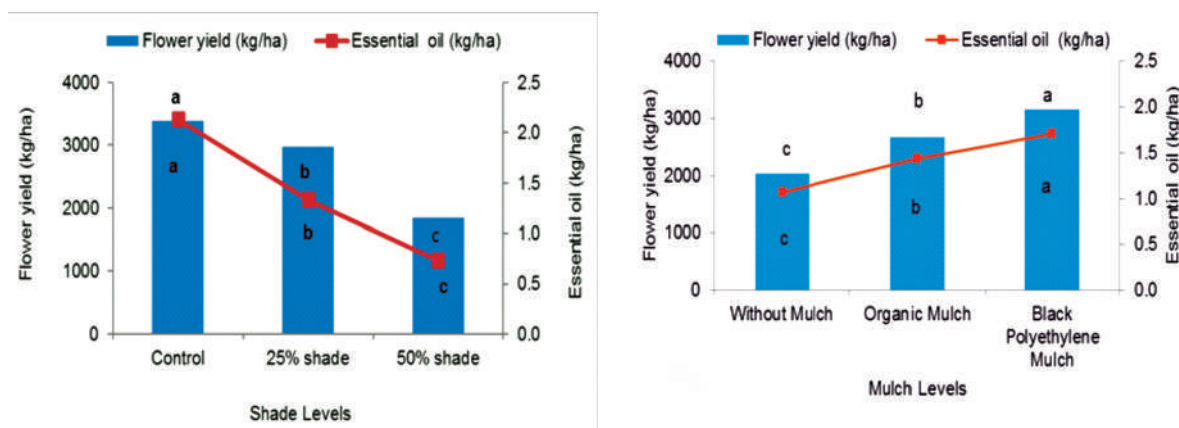 Flower yield (kg/ha) Essential oil (kg/ha)
Flower yield (kg/ha)
4000
3000
2000
1000
0
a
a
b
b
c
c
2.5
2.0
1.5
1.0
0.5
0.0
Essential oil (kg/ha)
Control 25% shade 50% shade
Shade Levels
Flower yield (kg/ha) Essential oil (kg/ha)
Flower yield (kg/ha)
4000
3000
2000
1000
0
c
c
b
b
a
a
2.5
2.0
1.5
1.0
0.5
0.0
Essential oil (kg/ha)
Without Mulch Organic Mulch Black
Polyethylene
Mulch
Mulch Levels